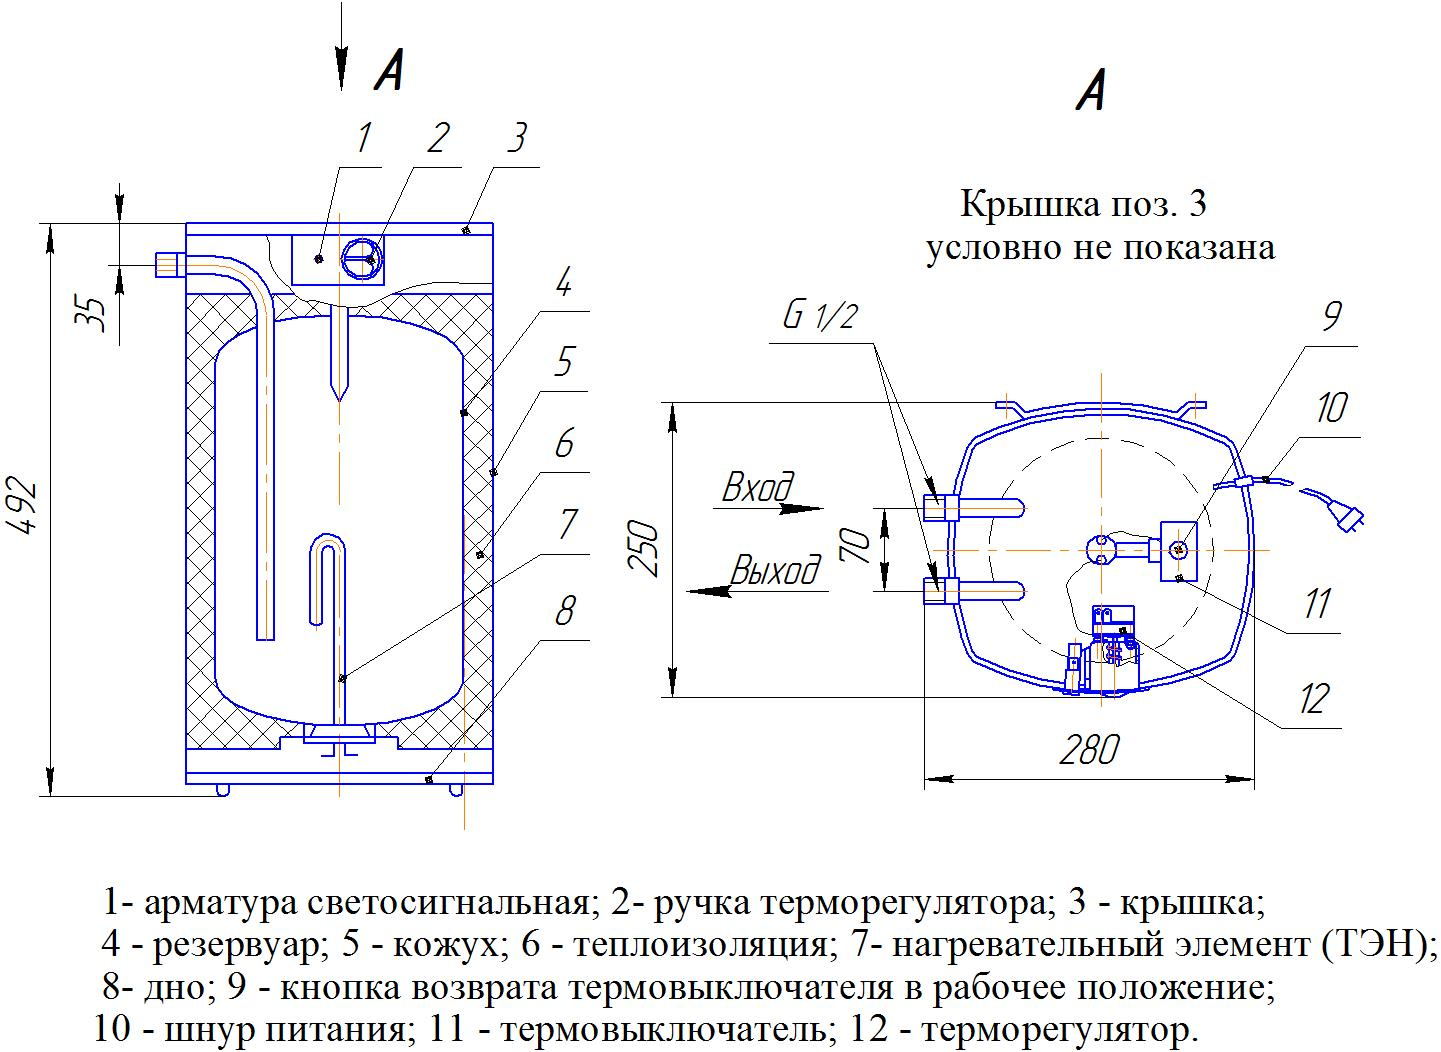 А
А
1 2 3
Крышка поз. 3
условно не показана
35
4
G 1/2
9
5
10
492
6
Вход
250
70
7
Выход
8
11
12
280
1- арматура светосигнальная; 2- ручка терморегулятора; 3 - крышка;
4 - резервуар; 5 - кожух; 6 - теплоизоляция; 7- нагревательный элемент (ТЭН);
8- дно; 9 - кнопка возврата термовыключателя в рабочее положение;
10 - шнур питания; 11 - термовыключатель; 12 - терморегулятор.